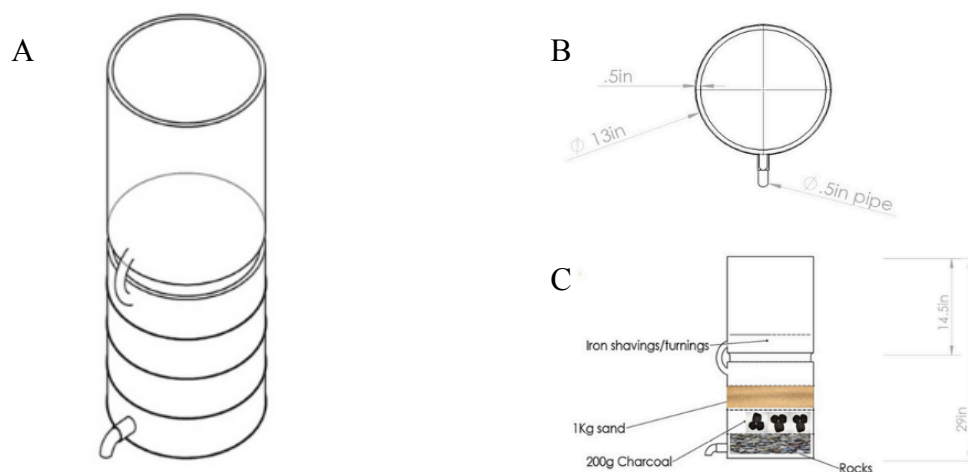 A
B
.5in
Ø 13in
Ø .5in pipe
C
Iron shavings/turnings
14.5in
1Kg sand
29in
200g Charcoal
Rocks